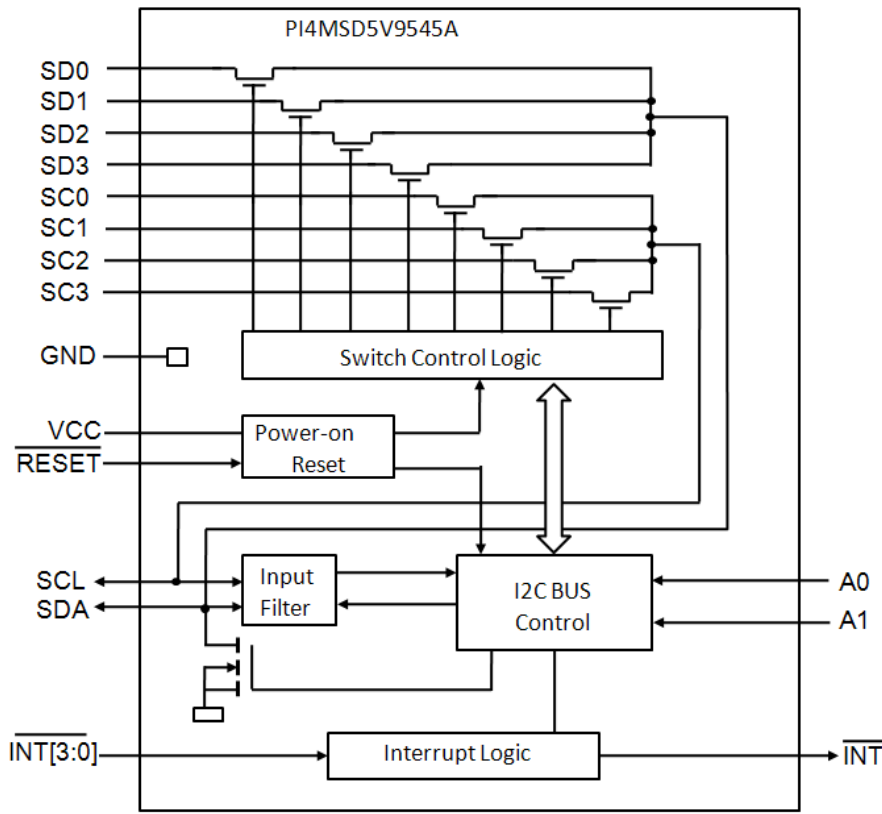 PI4MSD5V9545A
SD0
SD1
SD2
SD3
SC0
SC1
SC2
SC3
GND
Switch Control Logic
VCC
RESET
Power-on
Reset
SCL
SDA
Input
Filter
I2C BUS
Control
A0
A1
INT[3:0]
Interrupt Logic
INT